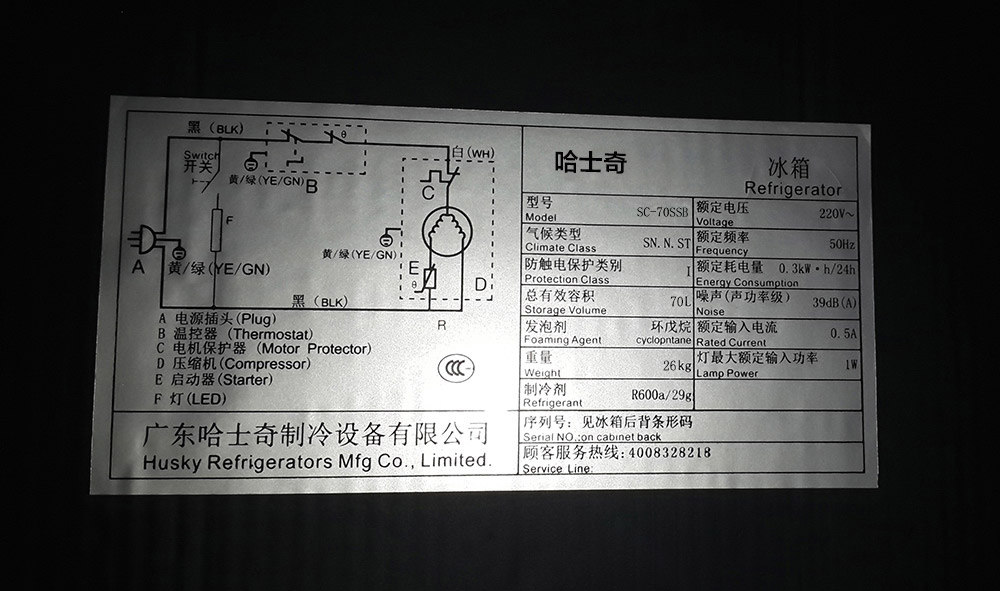 黑 (BLK)
Switch
开关
黄/绿(YE/GN)
B
θ
白(WH)
C
F
A
黄/绿(YE/GN)
黄/绿(YE/GN)
E
θ
D
黑 (BLK)
R
A 电源插头(Plug)
B 温控器 (Thermostat)
C 电机保护器 (Motor Protector)
D 压缩机(Compressor)
E 启动器(Starter)
F 灯(LED)
广东哈士奇制冷设备有限公司
Husky Refrigerators Mfg Co., Limited.
哈士奇 冰箱
Refrigerator
型号 Model SC-70SSB 额定电压 Voltage 220V~
气候类型 Climate Class SN.N.ST 额定频率 Frequency 50Hz
防触电保护类别 Protection Class I 额定耗电量 Energy Consumption 0.3kW·h/24h
总有效容积 Storage Volume 70L 噪声(声功率级) Noise 39dB(A)
发泡剂 Foaming Agent 环戊烷 cyclopntane 额定输入电流 Rated Current 0.5A
重量 Weight 26kg 灯最大额定输入功率 Lamp Power 1W
制冷剂 Refrigerant R600a/29g
序列号: 见冰箱后背条形码
Serial NO.:on cabinet back
顾客服务热线:4008328218
Service Line: